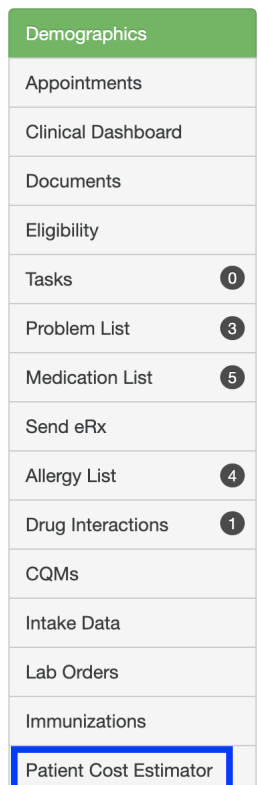 Demographics
Appointments
Clinical Dashboard
Documents
Eligibility
Tasks 0
Problem List 3
Medication List 5
Send eRx
Allergy List 4
Drug Interactions 1
CQMs
Intake Data
Lab Orders
Immunizations
Patient Cost Estimator